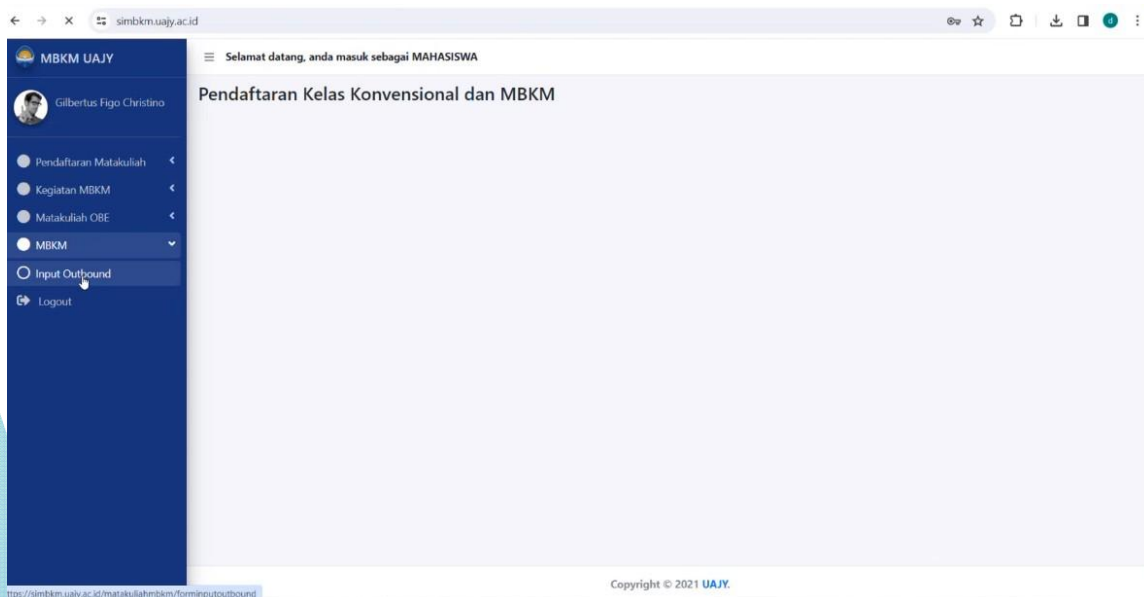 simbkm.uajy.ac.id
d
MBKM UAJY
Selamat datang, anda masuk sebagai MAHASISWA
Gilbertus Figo Christino
Pendaftaran Kelas Konvensional dan MBKM
Pendaftaran Matakuliah
Kegiatan MBKM
Matakuliah OBE
MBKM
Input Outbound
Logout
Copyright © 2021 UAJY.
ttps://simbkm.uajy.ac.id/matakuliahmbkm/forminputoutbound